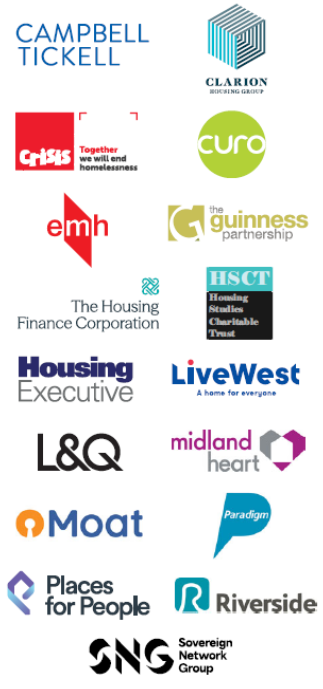 CAMPBELL
TICKELL
CLARION
HOUSING GROUP
CRISIS
Together
we will end
homelessness
curo
emh
the
guinness
partnership
The Housing
Finance Corporation
HSCT
Housing
Studies
Charitable
Trust
Housing
Executive
LiveWest
A home for everyone
L&Q
midland
heart
Moat
Paradigm
Places
for People
Riverside
SNG
Sovereign
Network
Group